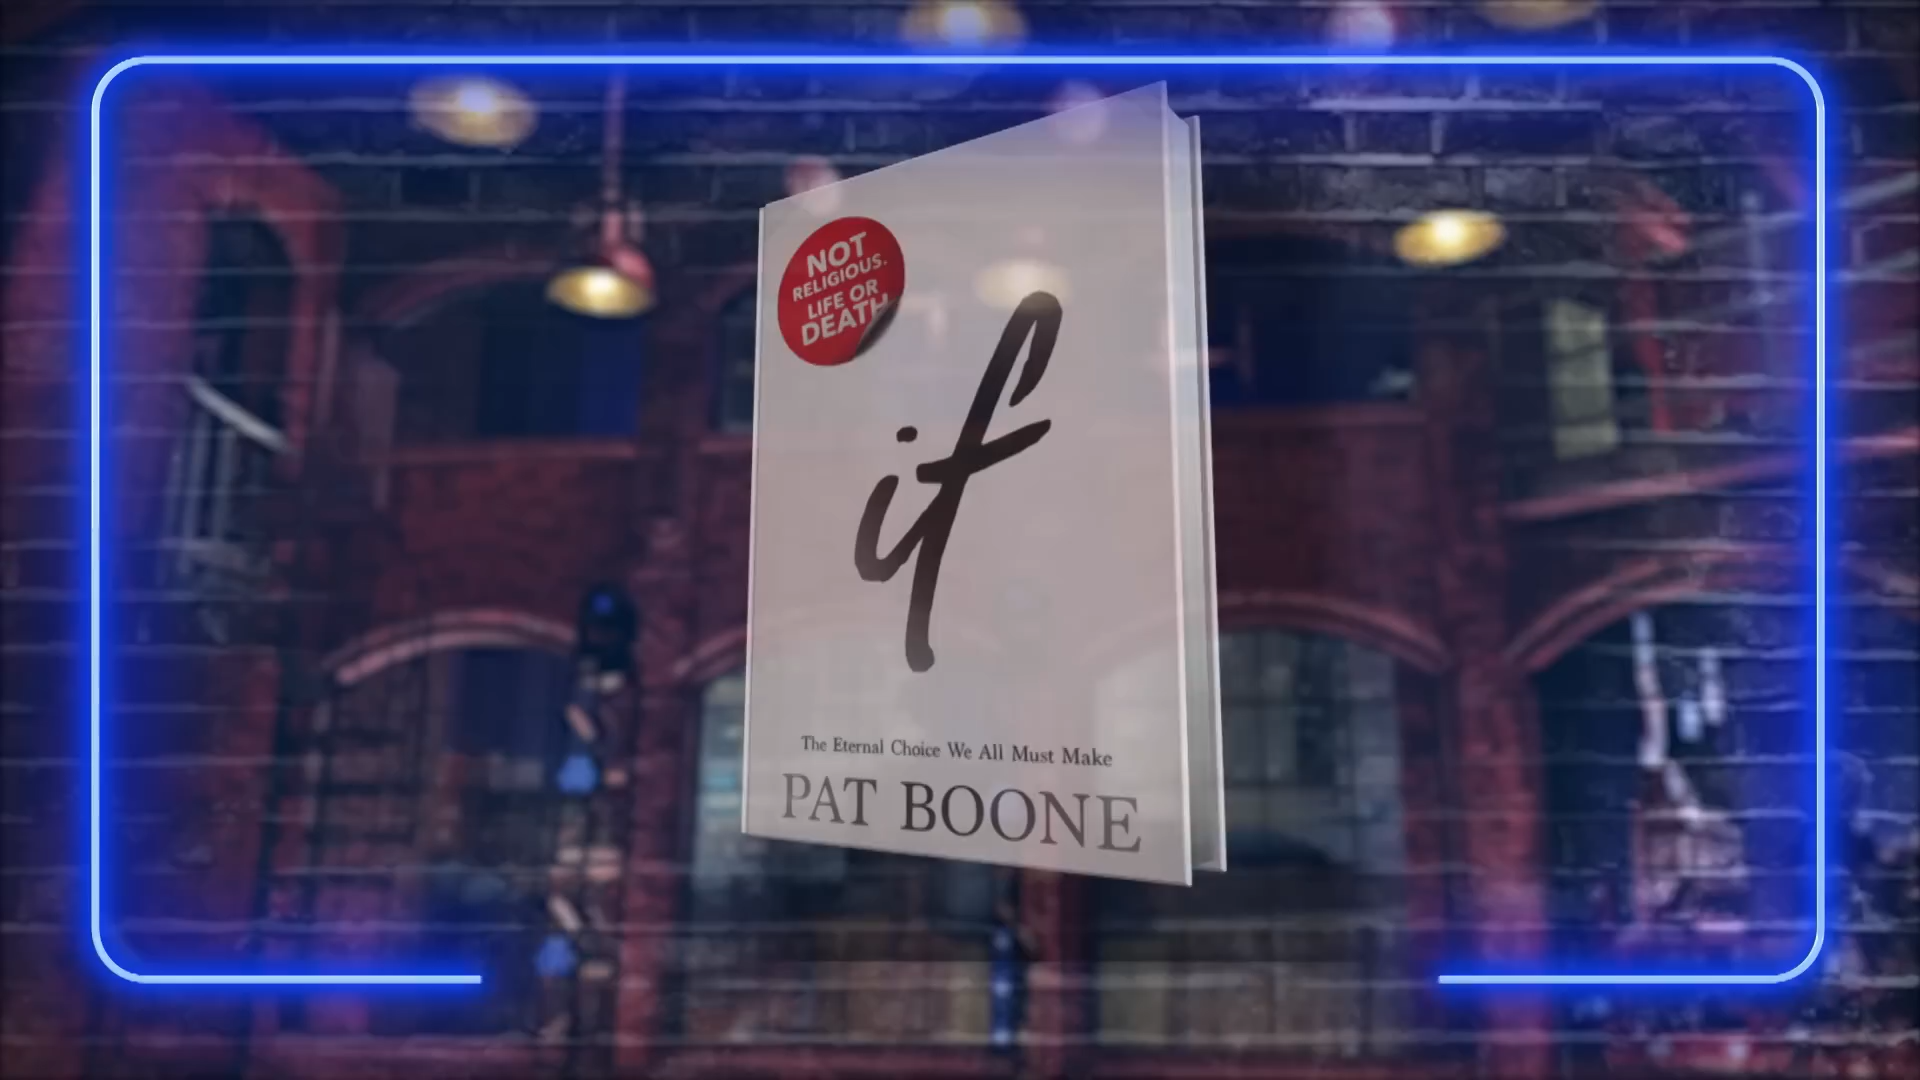 NOT
RELIGIOUS.
LIFE OR
DEATH
if
The Eternal Choice We All Must Make
PAT BOONE